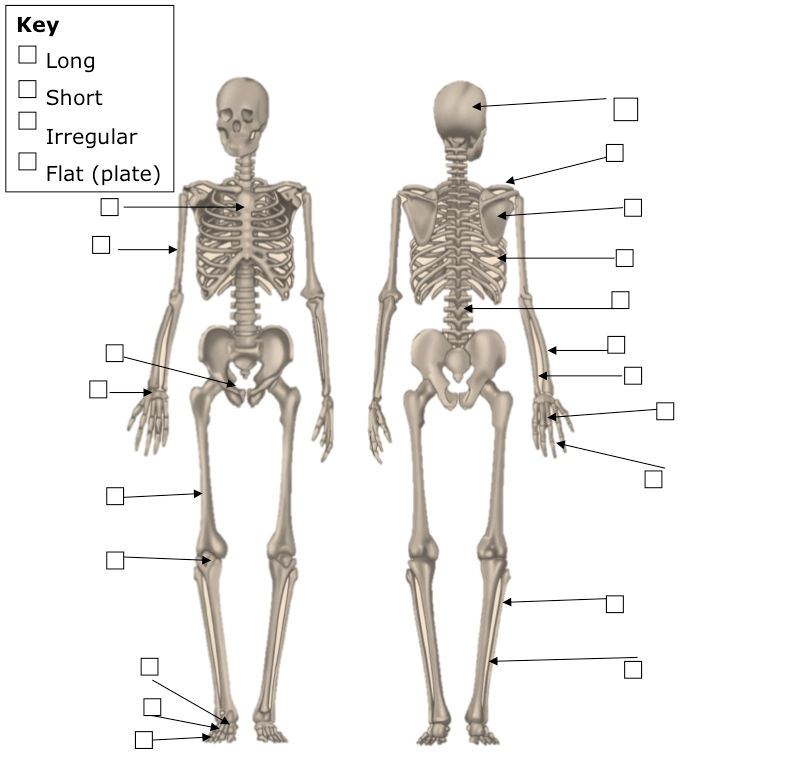 Key
Long
Short
Irregular
Flat (plate)